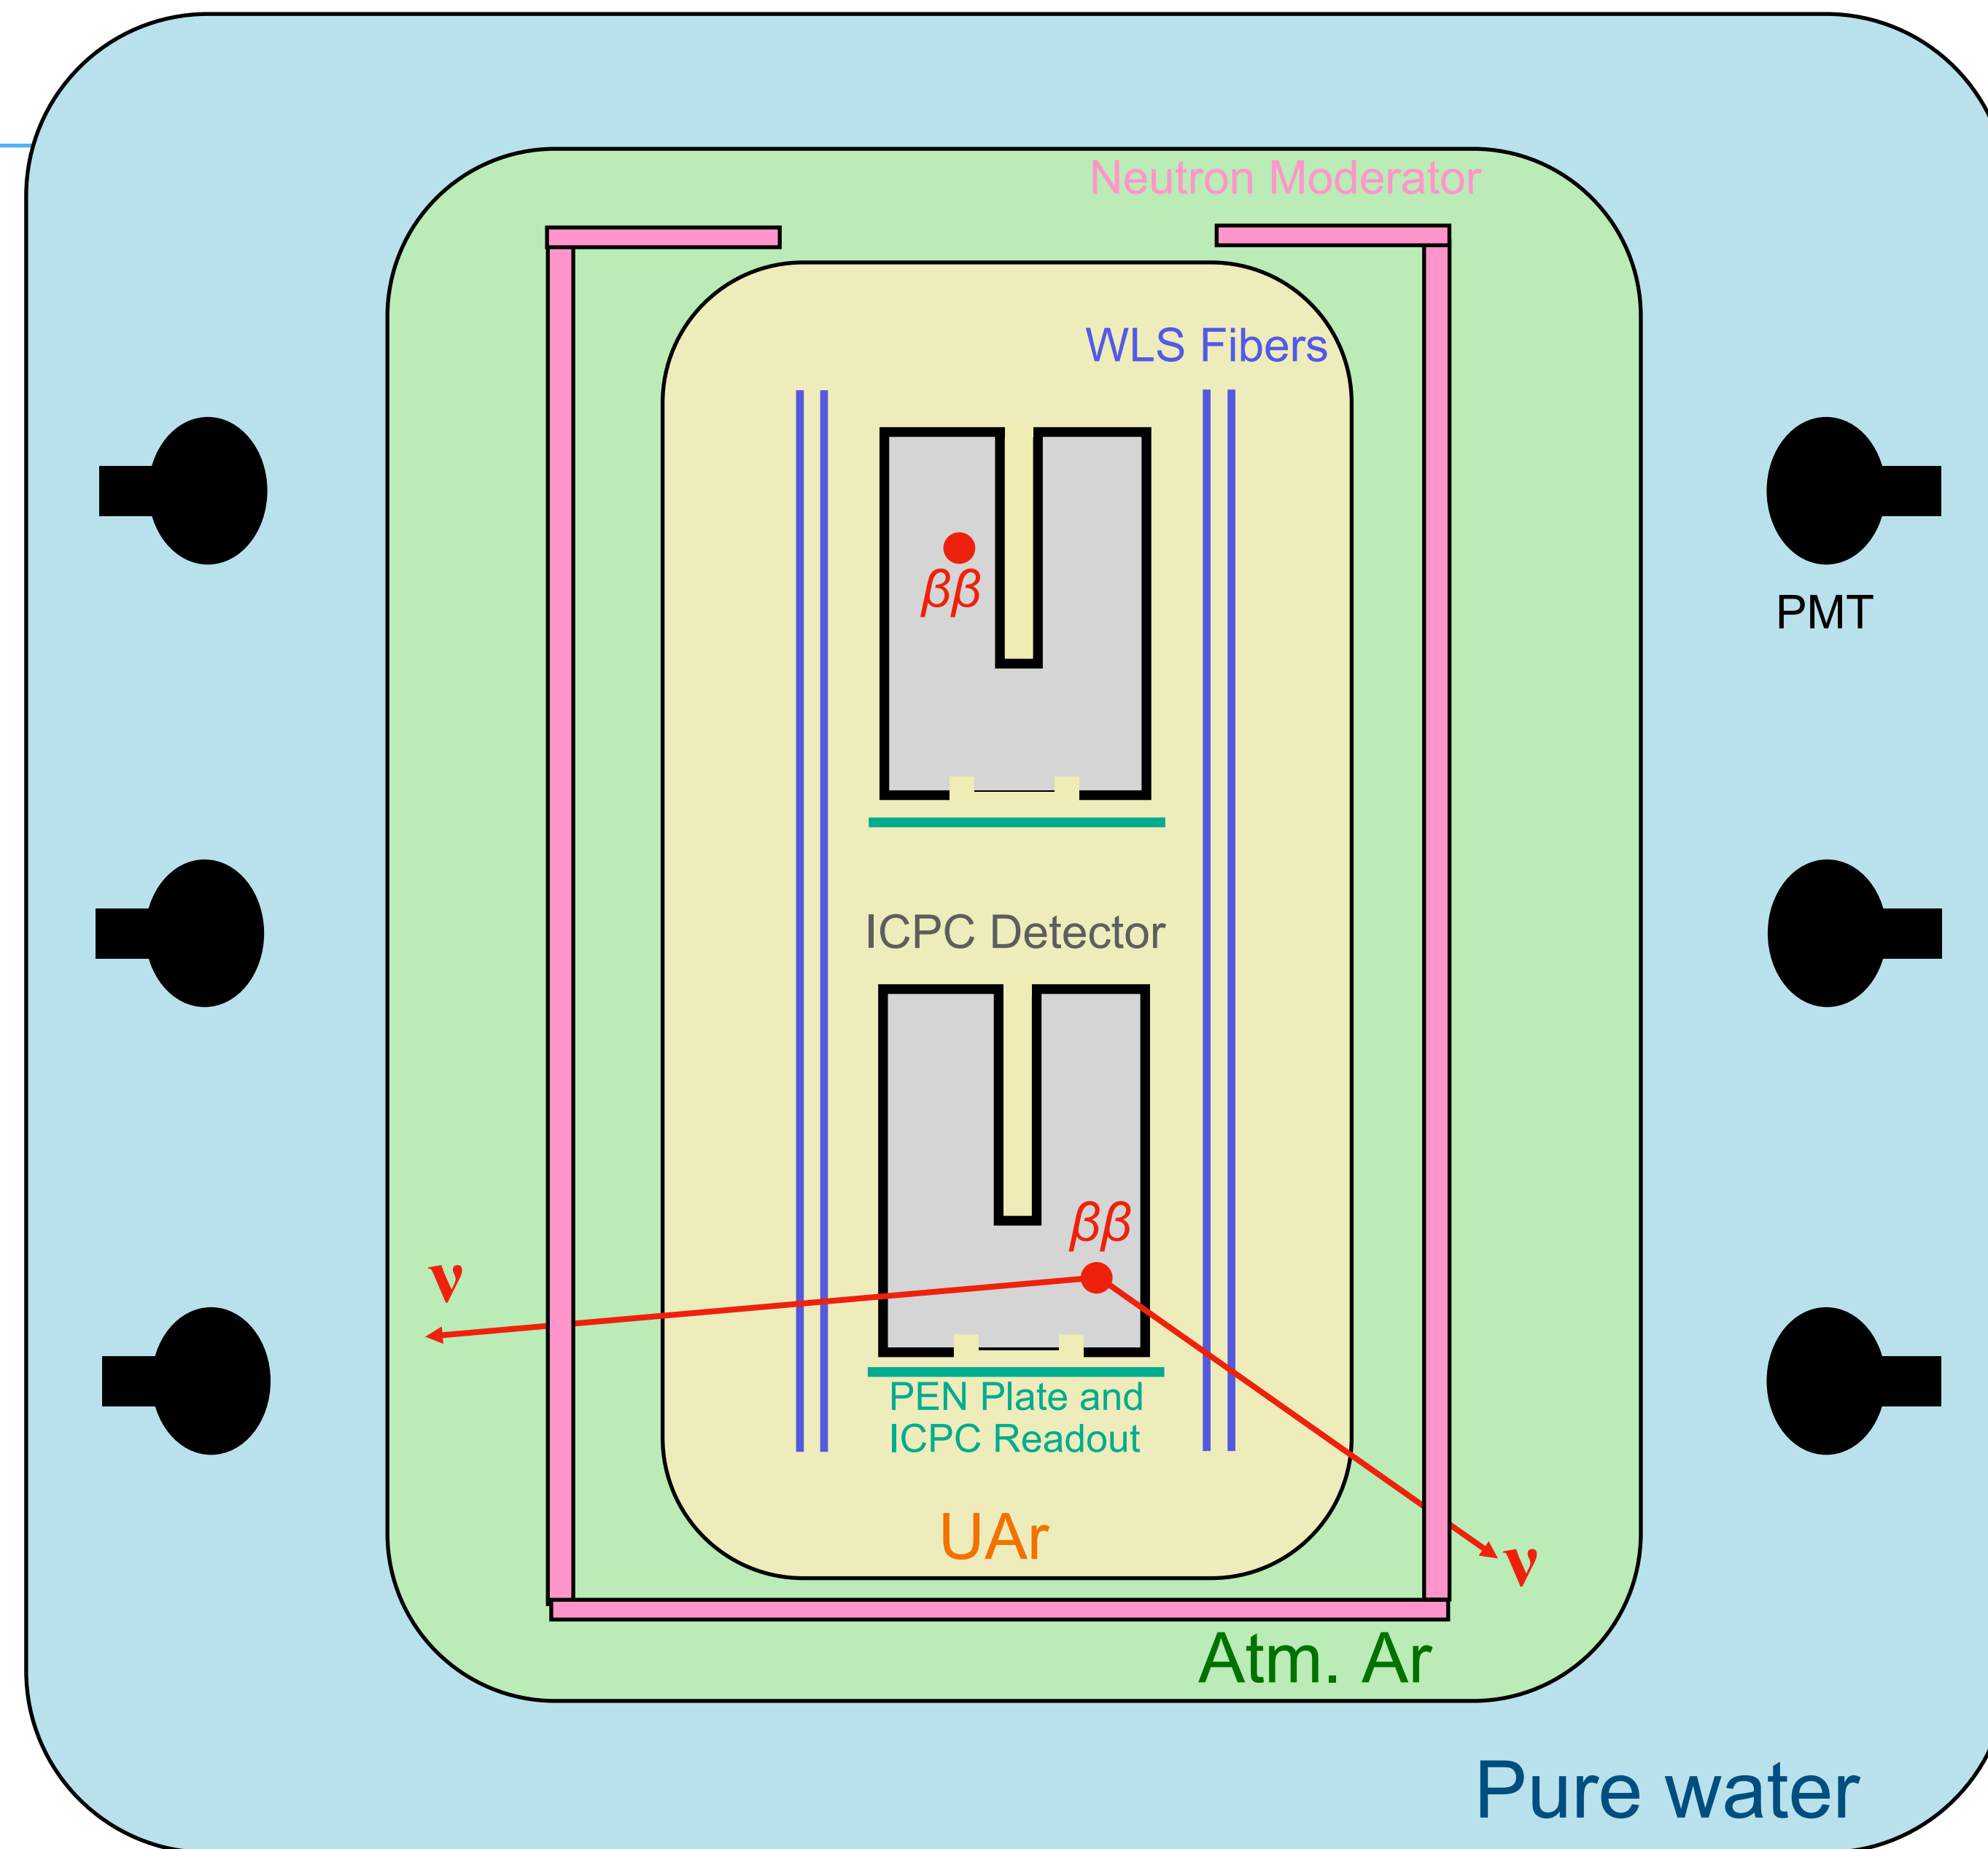 Neutron Moderator
WLS Fibers
ββ
PMT
ICPC Detector
ββ
ν
PEN Plate and
ICPC Readout
UAr
ν
Atm. Ar
Pure water